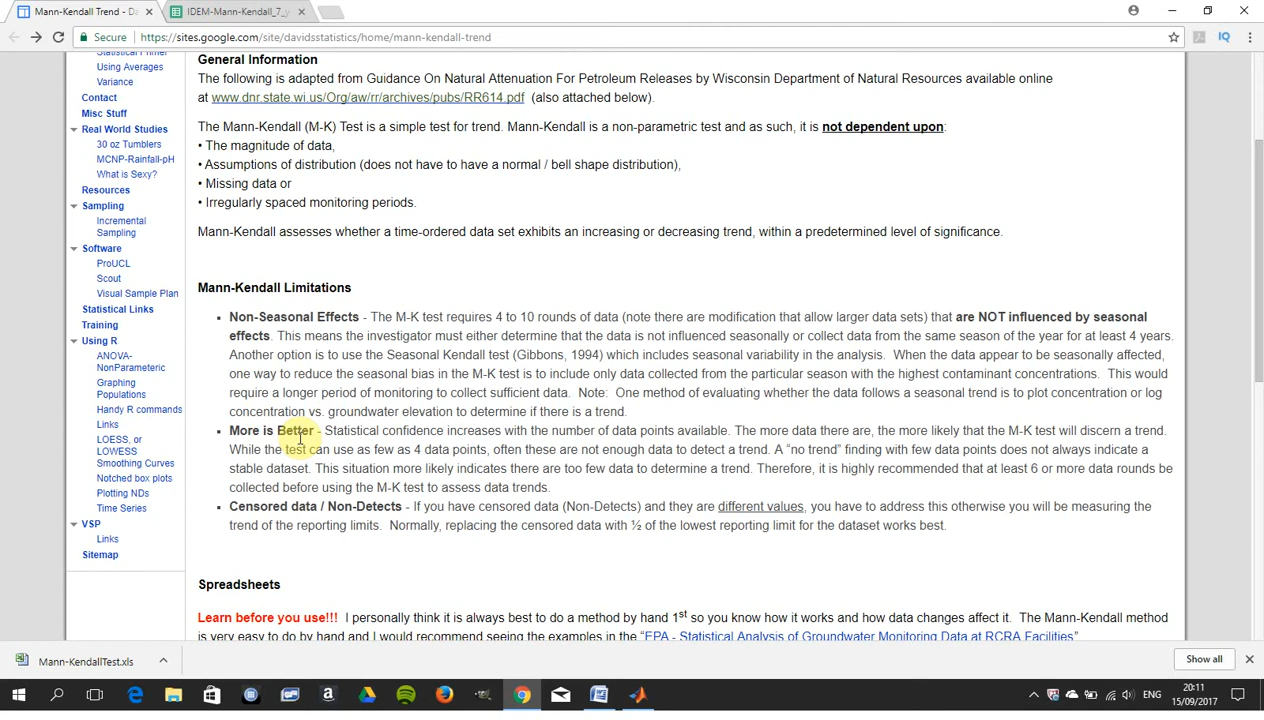 Mann-Kendall Trend - Da
IDEM-Mann-Kendall_7_y
Secure
https://sites.google.com/site/davidsstatistics/home/mann-kendall-trend
Statistical Primer
Using Averages
Variance
Contact
Misc Stuff
Real World Studies
30 oz Tumblers
MCNP-Rainfall-pH
What is Sexy?
Resources
Sampling
Incremental
Sampling
Software
ProUCL
Scout
Visual Sample Plan
Statistical Links
Training
Using R
ANOVA-
NonParameteric
Graphing
Populations
Handy R commands
Links
LOESS, or
LOWESS
Smoothing Curves
Notched box plots
Plotting NDs
Time Series
VSP
Links
Sitemap
General Information
The following is adapted from Guidance On Natural Attenuation For Petroleum Releases by Wisconsin Department of Natural Resources available online
at www.dnr.state.wi.us/Org/aw/rr/archives/pubs/RR614.pdf (also attached below).
The Mann-Kendall (M-K) Test is a simple test for trend. Mann-Kendall is a non-parametric test and as such, it is not dependent upon:
• The magnitude of data,
• Assumptions of distribution (does not have to have a normal / bell shape distribution),
• Missing data or
• Irregularly spaced monitoring periods.
Mann-Kendall assesses whether a time-ordered data set exhibits an increasing or decreasing trend, within a predetermined level of significance.
Mann-Kendall Limitations
▪ Non-Seasonal Effects - The M-K test requires 4 to 10 rounds of data (note there are modification that allow larger data sets) that are NOT influenced by seasonal
effects. This means the investigator must either determine that the data is not influenced seasonally or collect data from the same season of the year for at least 4 years.
Another option is to use the Seasonal Kendall test (Gibbons, 1994) which includes seasonal variability in the analysis. When the data appear to be seasonally affected,
one way to reduce the seasonal bias in the M-K test is to include only data collected from the particular season with the highest contaminant concentrations. This would
require a longer period of monitoring to collect sufficient data. Note: One method of evaluating whether the data follows a seasonal trend is to plot concentration or log
concentration vs. groundwater elevation to determine if there is a trend.
▪ More is Better - Statistical confidence increases with the number of data points available. The more data there are, the more likely that the M-K test will discern a trend.
While the test can use as few as 4 data points, often these are not enough data to detect a trend. A “no trend” finding with few data points does not always indicate a
stable dataset. This situation more likely indicates there are too few data to determine a trend. Therefore, it is highly recommended that at least 6 or more data rounds be
collected before using the M-K test to assess data trends.
▪ Censored data / Non-Detects - If you have censored data (Non-Detects) and they are different values, you have to address this otherwise you will be measuring the
trend of the reporting limits. Normally, replacing the censored data with ½ of the lowest reporting limit for the dataset works best.
Spreadsheets
Learn before you use!!! I personally think it is always best to do a method by hand 1st so you know how it works and how data changes affect it. The Mann-Kendall method
is very easy to do by hand and I would recommend seeing the examples in the “EPA - Statistical Analysis of Groundwater Monitoring Data at RCRA Facilities”
Mann-KendallTest.xls
Show all
ENG
20:11
15/09/2017